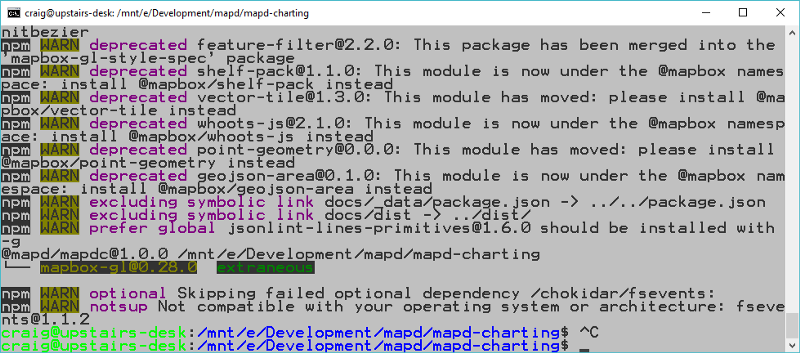 craig@upstairs-desk: /mnt/e/Development/mapd/mapd-charting
nitbezier
npm WARN deprecated feature-filter@2.2.0: This package has been merged into the
'mapbox-gl-style-spec' package
npm WARN deprecated shelf-pack@1.1.0: This module is now under the @mapbox names
pace: install @mapbox/shelf-pack instead
npm WARN deprecated vector-tile@1.3.0: This module has moved: please install @ma
pbox/vector-tile instead
npm WARN deprecated whoots-js@2.1.0: This module is now under the @mapbox namesp
ace: install @mapbox/whoots-js instead
npm WARN deprecated point-geometry@0.0.0: This module has moved: please install
@mapbox/point-geometry instead
npm WARN deprecated geojson-area@0.1.0: This module is now under the @mapbox nam
espace: install @mapbox/geojson-area instead
npm WARN excluding symbolic link docs/_data/package.json -> ../../package.json
npm WARN excluding symbolic link docs/dist -> ../dist/
npm WARN prefer global jsonlint-lines-primitives@1.6.0 should be installed with
-g
@mapd/mapdc@1.0.0 /mnt/e/Development/mapd/mapd-charting
└── mapbox-gl@0.28.0  extraneous
npm WARN optional Skipping failed optional dependency /chokidar/fsevents:
npm WARN notsup Not compatible with your operating system or architecture: fseve
nts@1.1.2
craig@upstairs-desk:/mnt/e/Development/mapd/mapd-charting$ ^C
craig@upstairs-desk:/mnt/e/Development/mapd/mapd-charting$ _